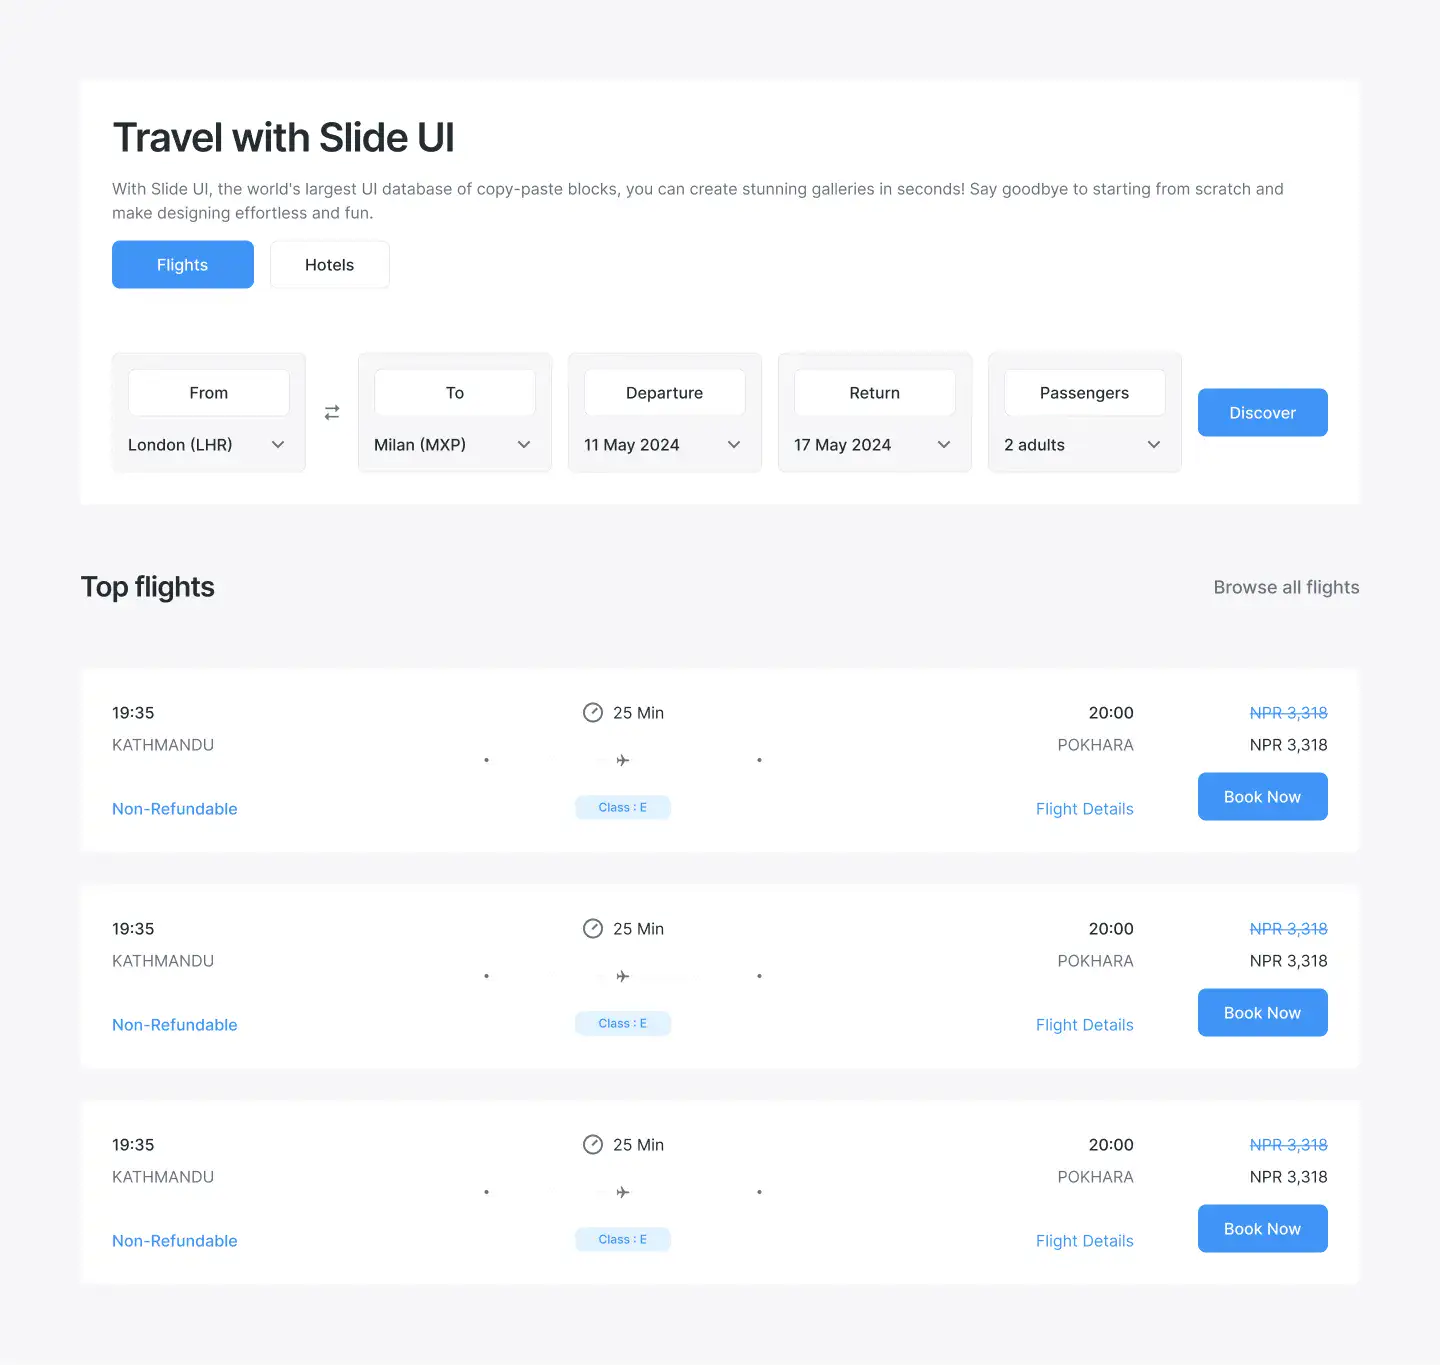 Travel with Slide UI
With Slide UI, the world's largest UI database of copy-paste blocks, you can create stunning galleries in seconds! Say goodbye to starting from scratch and
make designing effortless and fun.
Flights
Hotels
From
London (LHR)
To
Milan (MXP)
Departure
11 May 2024
Return
17 May 2024
Passengers
2 adults
Discover
Top flights
Browse all flights
19:35
KATHMANDU
Non-Refundable
25 Min
Class : E
20:00
POKHARA
Flight Details
NPR 3,318
NPR 3,318
Book Now
19:35
KATHMANDU
Non-Refundable
25 Min
Class : E
20:00
POKHARA
Flight Details
NPR 3,318
NPR 3,318
Book Now
19:35
KATHMANDU
Non-Refundable
25 Min
Class : E
20:00
POKHARA
Flight Details
NPR 3,318
NPR 3,318
Book Now